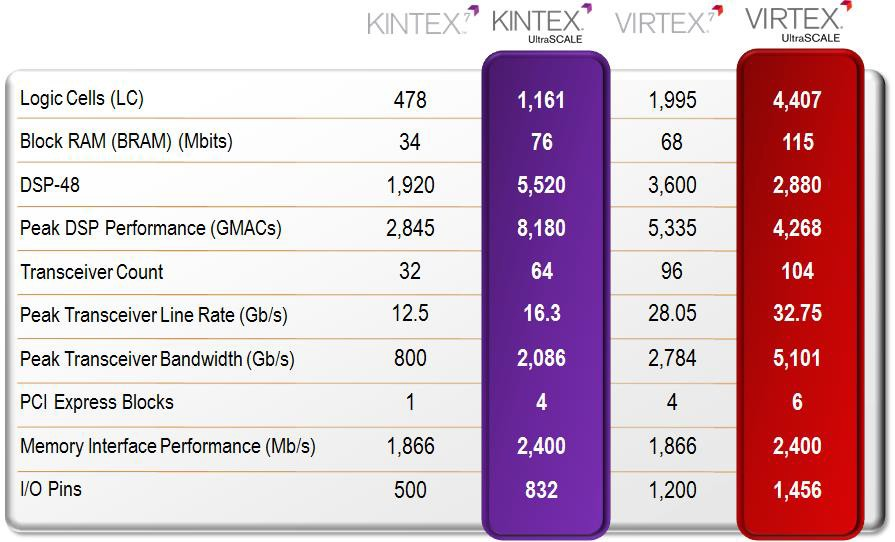 KINTEX.7 KINTEX. UltraSCALE VIRTEX.7 VIRTEX. UltraSCALE
Logic Cells (LC) 478 1,161 1,995 4,407
Block RAM (BRAM) (Mbits) 34 76 68 115
DSP-48 1,920 5,520 3,600 2,880
Peak DSP Performance (GMACs) 2,845 8,180 5,335 4,268
Transceiver Count 32 64 96 104
Peak Transceiver Line Rate (Gb/s) 12.5 16.3 28.05 32.75
Peak Transceiver Bandwidth (Gb/s) 800 2,086 2,784 5,101
PCI Express Blocks 1 4 4 6
Memory Interface Performance (Mb/s) 1,866 2,400 1,866 2,400
I/O Pins 500 832 1,200 1,456